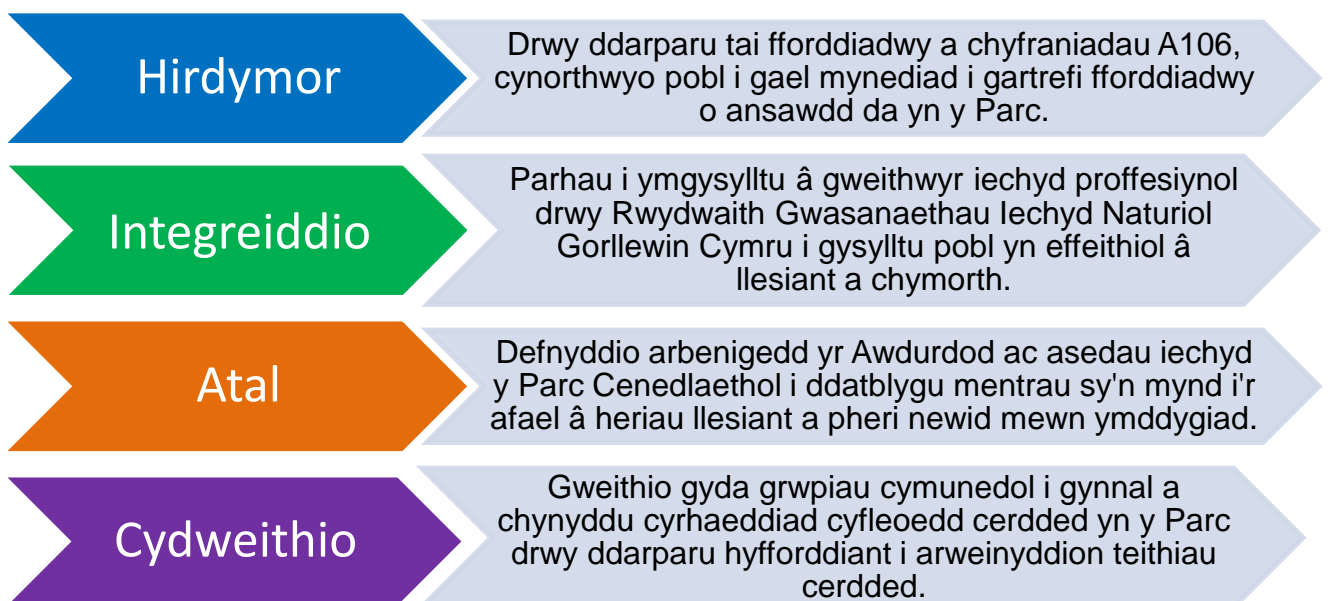 Hirdymor
Drwy ddarparu tai fforddiadwy a chyfraniadau A106,
cynorthwyo pobl i gael mynediad i gartrefi fforddiadwy
o ansawdd da yn y Parc.
Integreiddio
Parhau i ymgysylltu â gweithwyr iechyd proffesiynol
drwy Rwydwaith Gwasanaethau Iechyd Naturiol
Gorllewin Cymru i gysylltu pobl yn effeithiol â
llesiant a chymorth.
Atal
Defnyddio arbenigedd yr Awdurdod ac asedau iechyd
y Parc Cenedlaethol i ddatblygu mentrau sy'n mynd i'r
afael â heriau llesiant a pheri newid mewn ymddygiad.
Cydweithio
Gweithio gyda grwpiau cymunedol i gynnal a
chynyddu cyrhaeddiad cyfleoedd cerdded yn y Parc
drwy ddarparu hyfforddiant i arweinyddion teithiau
cerdded.